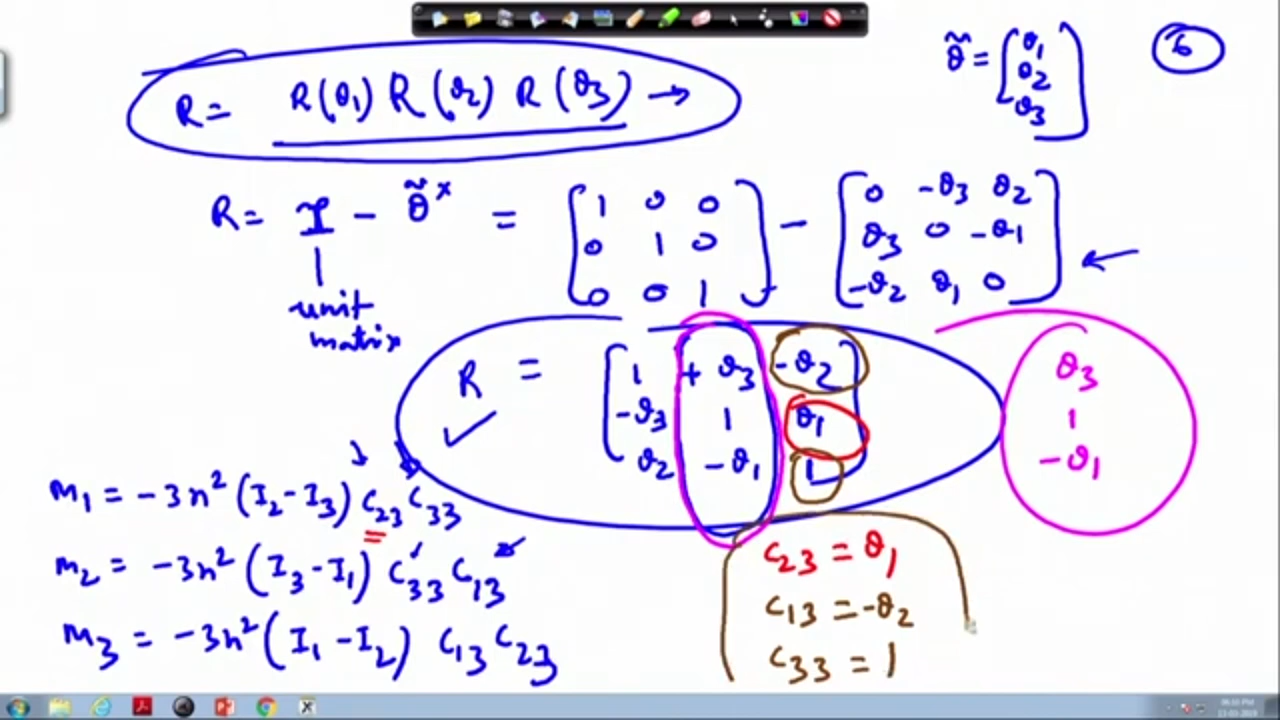 R = R(θ1) R(θ2) R(θ3) →
θ̃ = [θ1 θ2 θ3]
6
R = I − θ̃^x = [1 0 0; 0 1 0; 0 0 1] − [0 −θ3 θ2; θ3 0 −θ1; −θ2 θ1 0]
unit
matrix
R = [1 +θ3 −θ2; −θ3 1 θ1; θ2 −θ1 1]
θ3
1
−θ1
M1 = −3n²(I2−I3) C23 C33
M2 = −3n²(I3−I1) C33 C13
M3 = −3n²(I1−I2) C13 C23
C23 = θ1
C13 = −θ2
C33 = 1